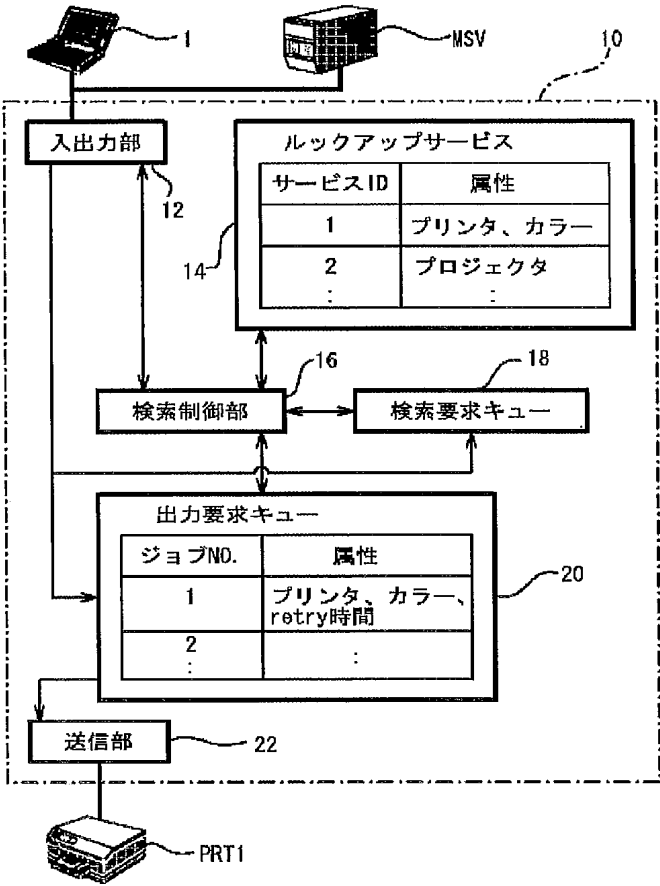 1
MSV
10
入出力部
12
ルックアップサービス
サービスID 属性
1 プリンタ、カラー
2 プロジェクタ
: :
14
16
18
検索制御部
検索要求キュー
出力要求キュー
ジョブNO. 属性
1 プリンタ、カラー、
retry時間
2
: :
20
送信部
22
PRT1